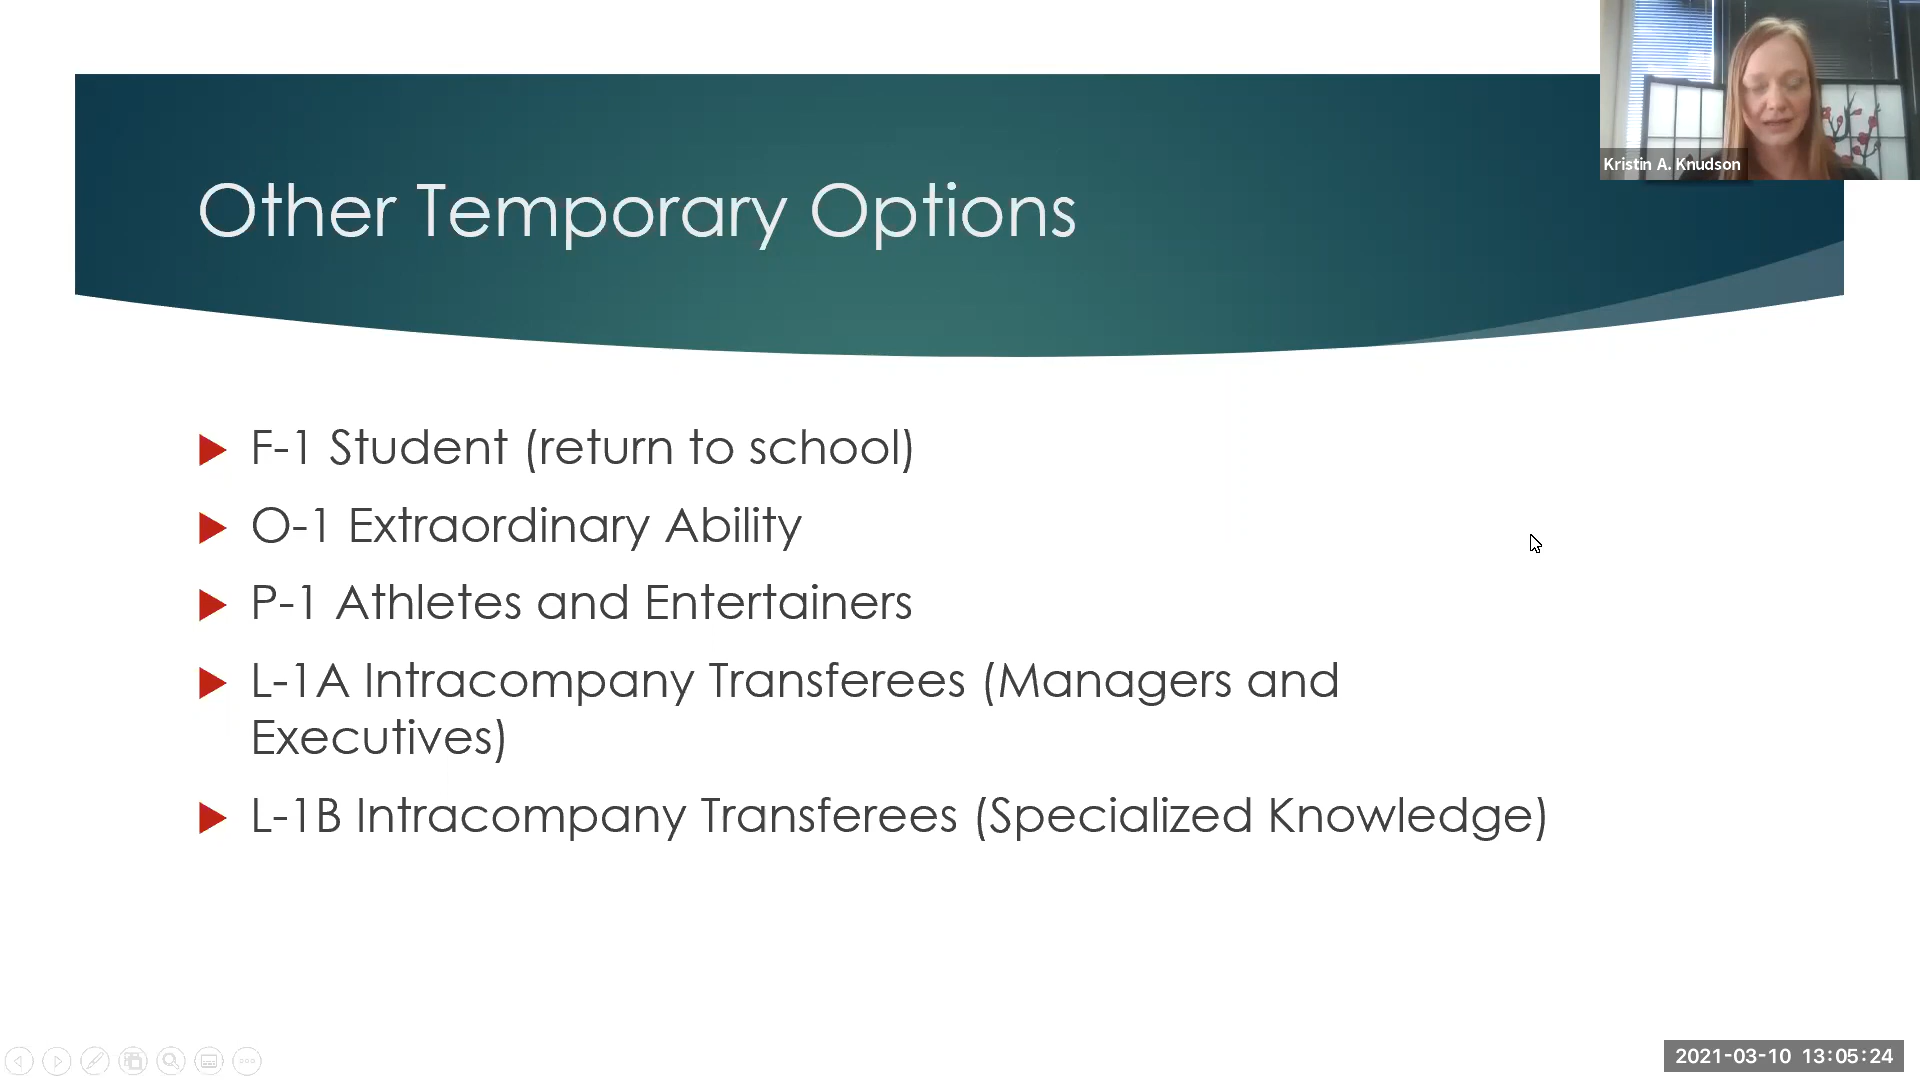 Kristin A. Knudson
Other Temporary Options
F-1 Student (return to school)
O-1 Extraordinary Ability
P-1 Athletes and Entertainers
L-1A Intracompany Transferees (Managers and
Executives)
L-1B Intracompany Transferees (Specialized Knowledge)
2021-03-10 13:05:24